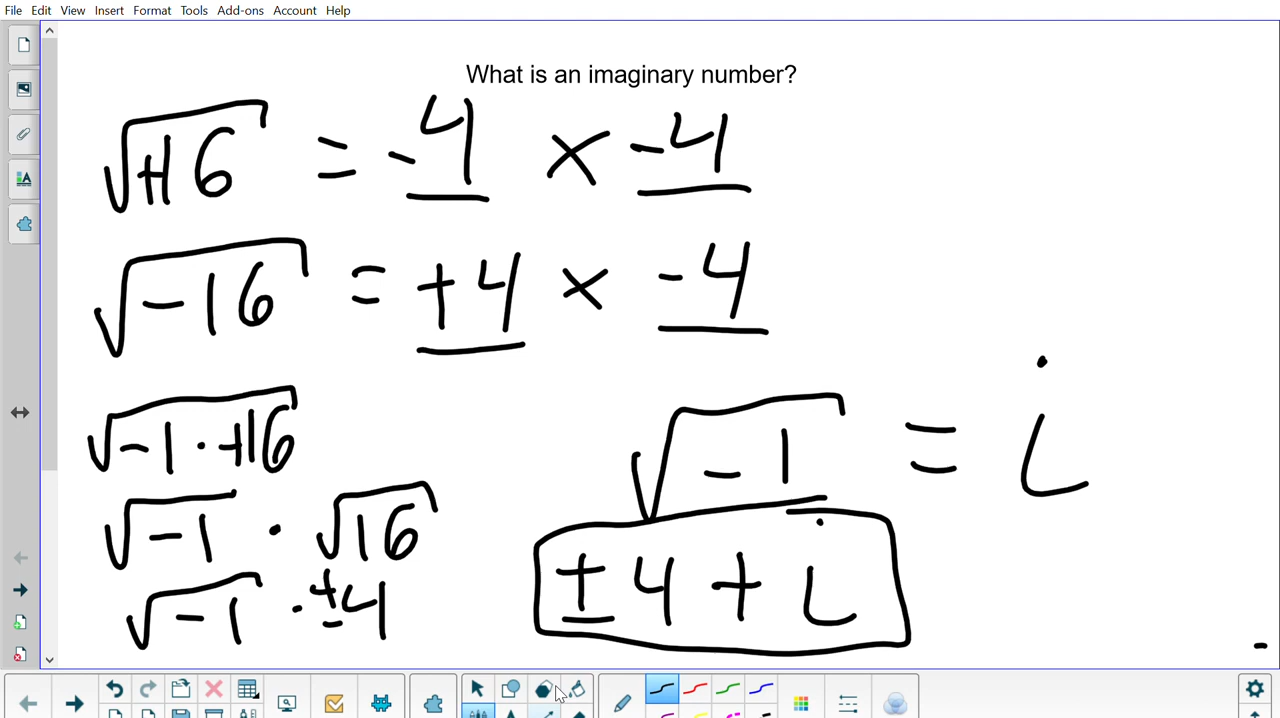 File Edit View Insert Format Tools Add-ons Account Help
What is an imaginary number?
√+16 = -4 × -4
√-16 = +4 × -4
√-1 · +16
√-1 = i
√-1 · √16
√-1 · ±4
± 4 + i
-